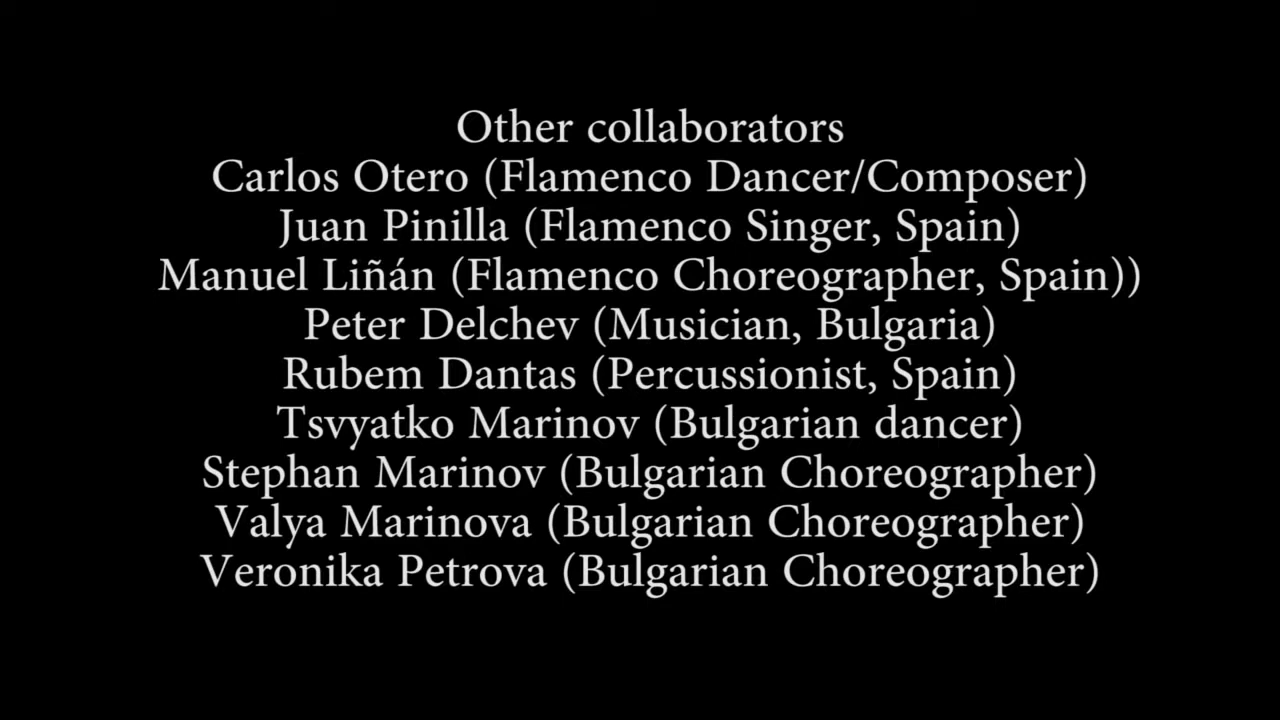 Other collaborators
Carlos Otero (Flamenco Dancer/Composer)
Juan Pinilla (Flamenco Singer, Spain)
Manuel Liñán (Flamenco Choreographer, Spain))
Peter Delchev (Musician, Bulgaria)
Rubem Dantas (Percussionist, Spain)
Tsvyatko Marinov (Bulgarian dancer)
Stephan Marinov (Bulgarian Choreographer)
Valya Marinova (Bulgarian Choreographer)
Veronika Petrova (Bulgarian Choreographer)